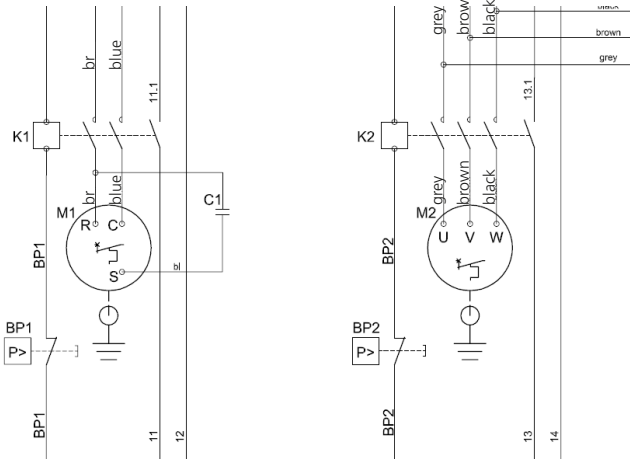 grey
brown
black
black
brown
grey
br
blue
11.1
13.1
K1
K2
br
blue
grey
brown
black
C1
M1
R
C
M2
U
V
W
BP1
S
bl
BP2
BP1
P>
BP2
P>
BP1
11
12
BP2
13
14